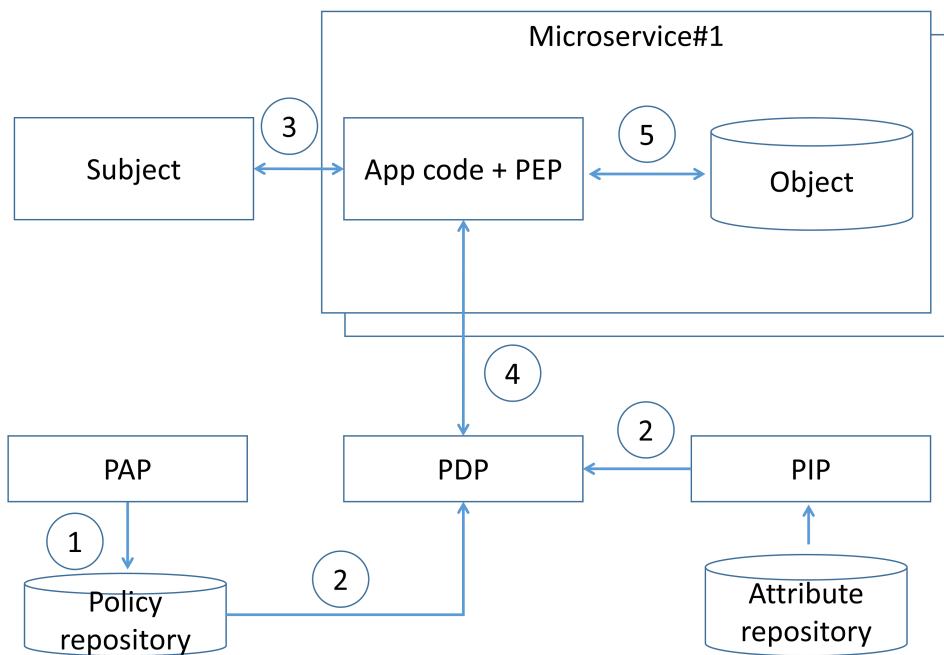 Microservice#1
3
5
Subject
App code + PEP
Object
4
2
PAP
PDP
PIP
1
2
Policy
repository
Attribute
repository